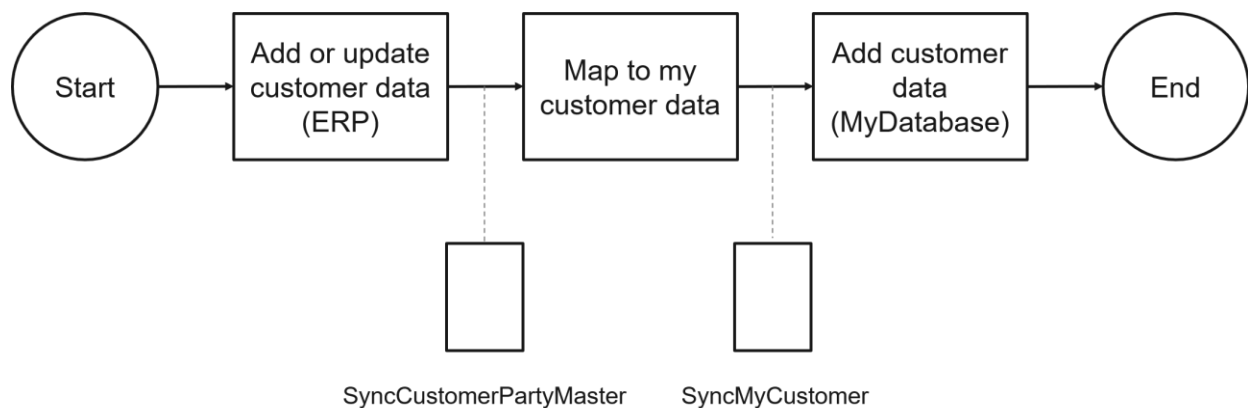 Start
Add or update
customer data
(ERP)
Map to my
customer data
Add customer
data
(MyDatabase)
End
SyncCustomerPartyMaster
SyncMyCustomer